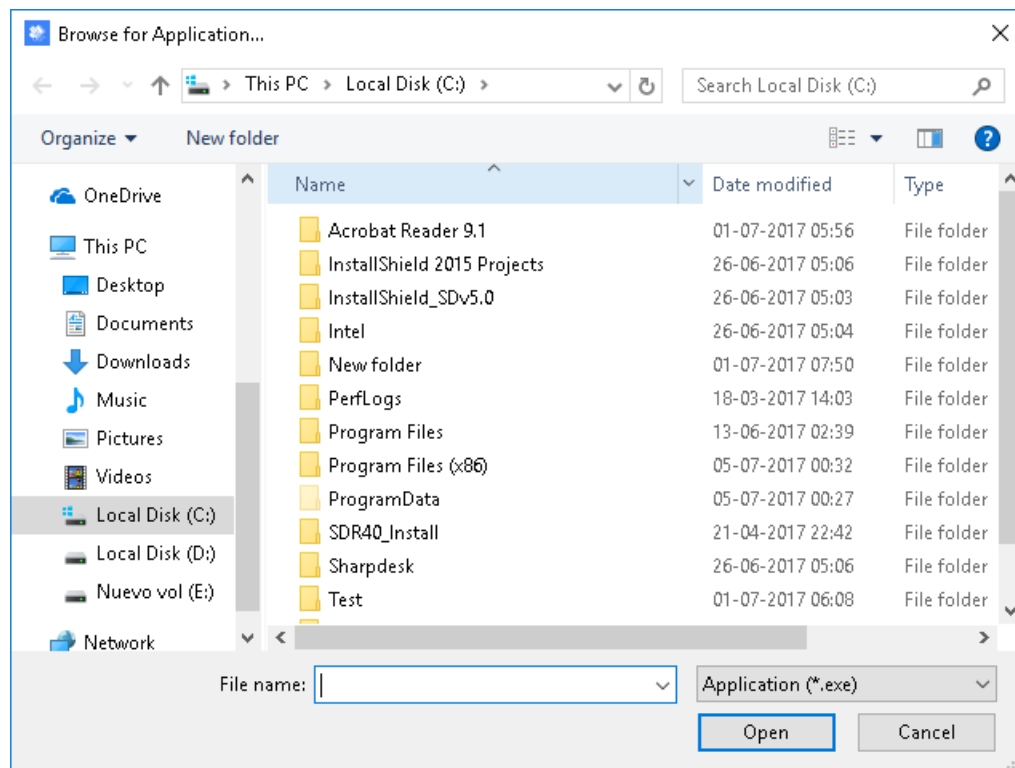 Browse for Application...
This PC > Local Disk (C:) >
Search Local Disk (C:)
Organize
New folder
OneDrive
This PC
Desktop
Documents
Downloads
Music
Pictures
Videos
Local Disk (C:)
Local Disk (D:)
Nuevo vol (E:)
Network
Name Date modified Type
Acrobat Reader 9.1 01-07-2017 05:56 File folder
InstallShield 2015 Projects 26-06-2017 05:06 File folder
InstallShield_SDv5.0 26-06-2017 05:03 File folder
Intel 26-06-2017 05:04 File folder
New folder 01-07-2017 07:50 File folder
PerfLogs 18-03-2017 14:03 File folder
Program Files 13-06-2017 02:39 File folder
Program Files (x86) 05-07-2017 00:32 File folder
ProgramData 05-07-2017 00:27 File folder
SDR40_Install 21-04-2017 22:42 File folder
Sharpdesk 26-06-2017 05:06 File folder
Test 01-07-2017 06:08 File folder
File name:
Application (*.exe)
Open
Cancel